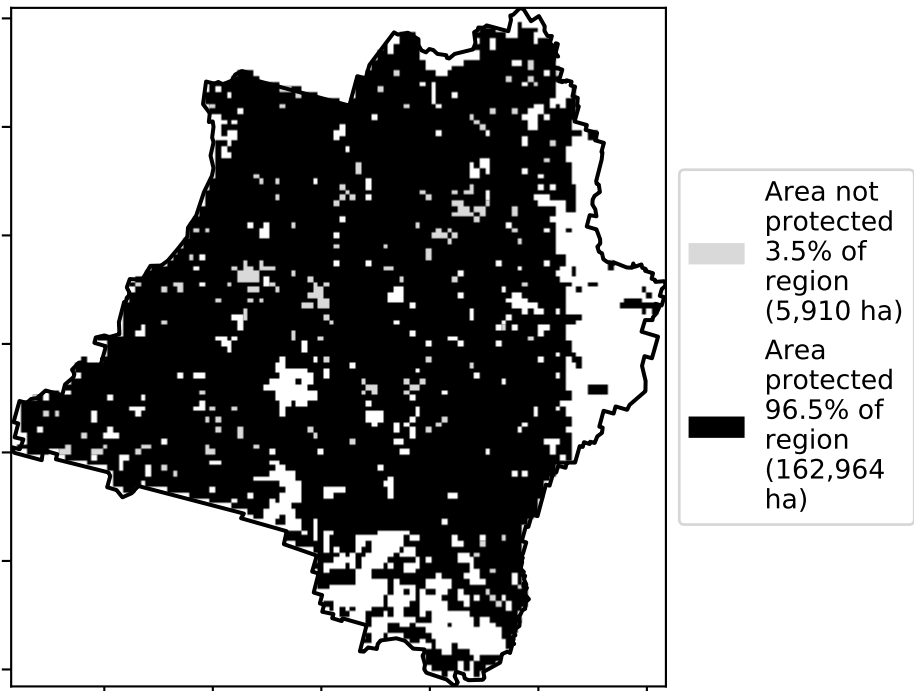 Area not
protected
3.5% of
region
(5,910 ha)
Area
protected
96.5% of
region
(162,964
ha)